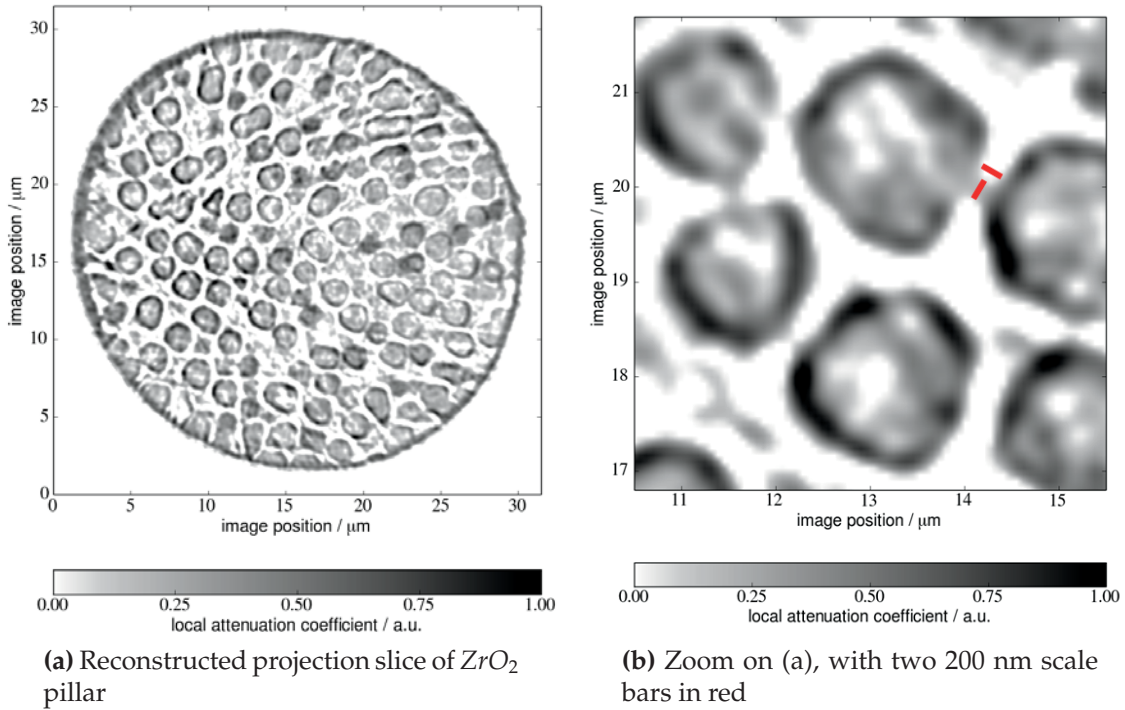 30
25
20
15
10
5
0
image position / μm
0 5 10 15 20 25 30
image position / μm
0.00 0.25 0.50 0.75 1.00
local attenuation coefficient / a.u.
(a) Reconstructed projection slice of ZrO2
pillar
21
20
19
18
17
image position / μm
11 12 13 14 15
image position / μm
0.00 0.25 0.50 0.75 1.00
local attenuation coefficient / a.u.
(b) Zoom on (a), with two 200 nm scale
bars in red